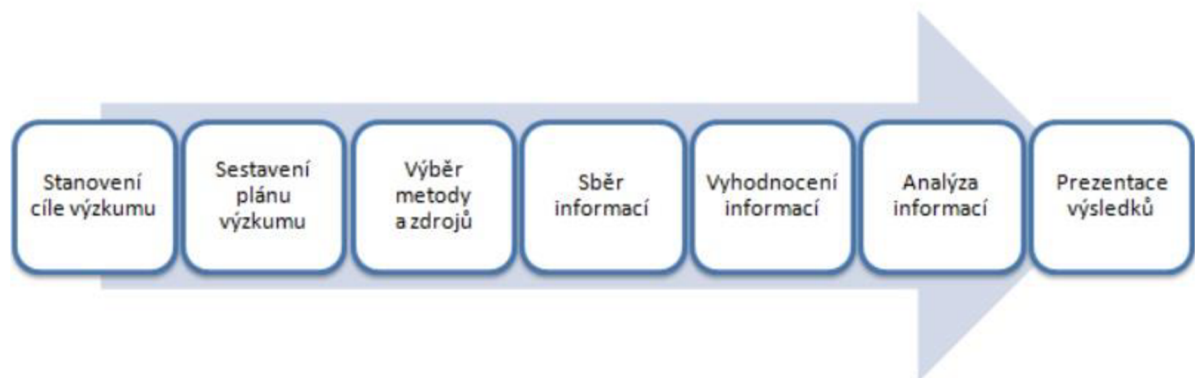 Stanovení
cíle výzkumu
Sestavení
plánu
výzkumu
Výběr
metody
a zdrojů
Sběr
informací
Vyhodnocení
informací
Analýza
informací
Prezentace
výsledků